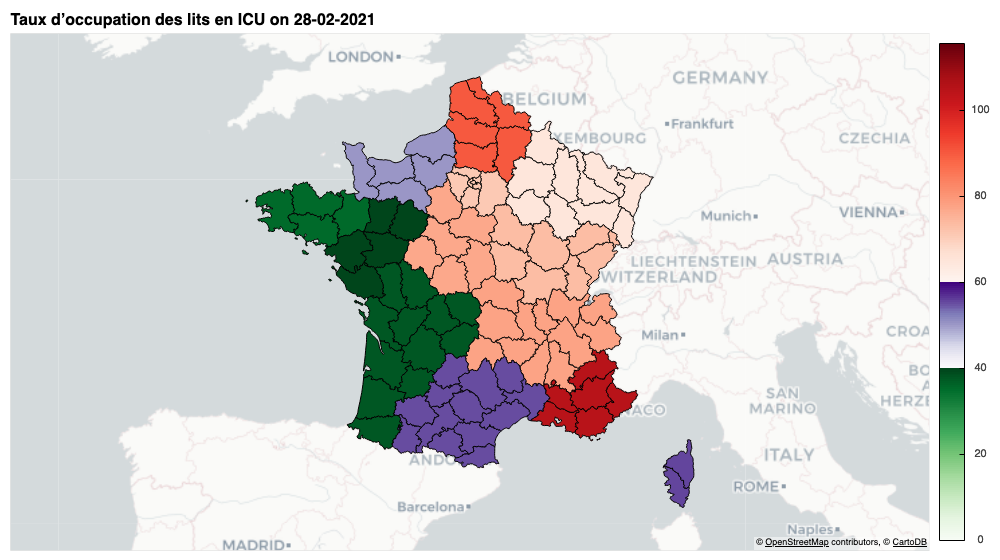 Taux d’occupation des lits en ICU on 28-02-2021
LONDON
GERMANY
BELGIUM
Frankfurt
XEMBOURG
CZECHIA
Munich
VIENNA
LIECHTENSTEIN
AUSTRIA
WITZERLAND
Milan
CROA
BO
A
HERZE
SAN
MARINO
ACO
ITALY
ANDO
ROME
Barcelona
Naples
MADRID
© OpenStreetMap contributors, © CartoDB
100
80
60
40
20
0